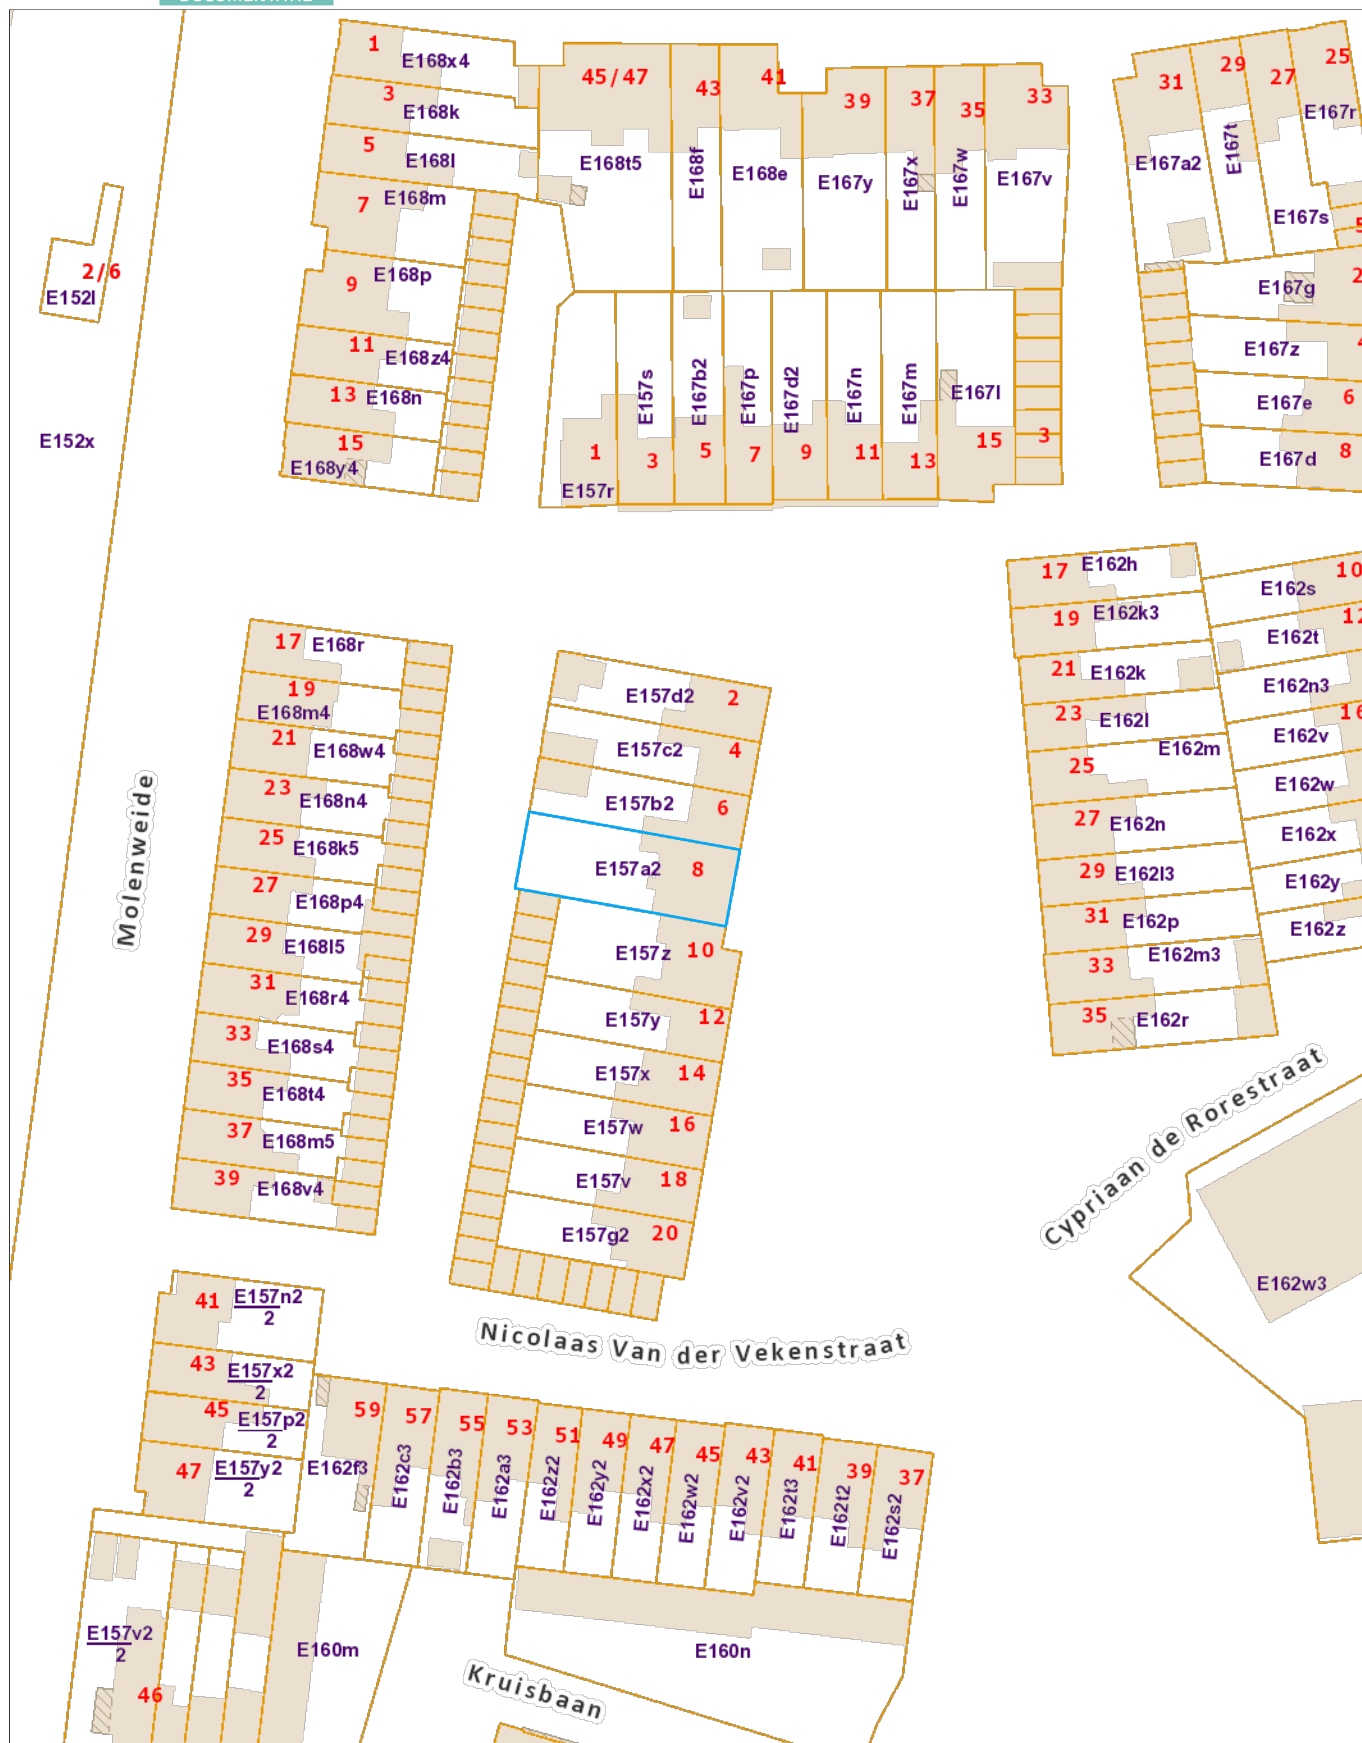 1
E168x4
3
E168k
5
E168l
7
E168m
9
E168p
11
E168z4
13
E168n
15
E168y4
45/47
E168t5
43
E168f
41
E168e
39
E167y
37
E167x
35
E167w
33
E167v
31
E167a2
29
E167t
27
E167s
25
E167r
E167g
E167z
6
E167e
8
E167d
2/6
E152l
E152x
1
E157r
3
E157s
5
E167b2
7
E167p
9
E167d2
11
E167n
13
E167m
15
E167l
3
17
E162h
19
E162k3
21
E162k
23
E162l
25
E162m
27
E162n
29
E162l3
31
E162p
33
E162m3
35
E162r
10
E162s
12
E162t
E162n3
16
E162v
E162w
E162x
E162y
E162z
17
E168r
19
E168m4
21
E168w4
23
E168n4
25
E168k5
27
E168p4
29
E168l5
31
E168r4
33
E168s4
35
E168t4
37
E168m5
39
E168v4
Molenweide
E157d2
2
E157c2
4
E157b2
6
E157a2
8
E157z
10
E157y
12
E157x
14
E157w
16
E157v
18
E157g2
20
Cypriaan de Rorestraat
E162w3
Nicolaas Van der Vekenstraat
41
E157n2
2
43
E157x2
2
45
E157p2
2
47
E157y2
2
59
E162f3
57
E162c3
55
E162b3
53
E162a3
51
E162z2
49
E162y2
47
E162x2
45
E162w2
43
E162v2
41
E162t3
39
E162t2
37
E162s2
E157v2
2
46
E160m
E160n
Kruisbaan